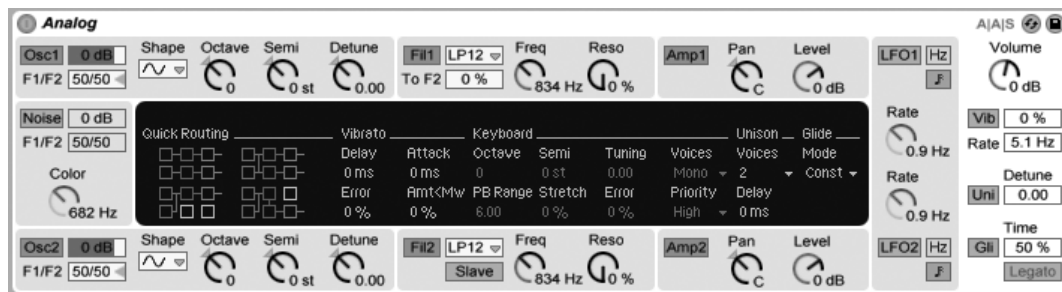 Analog
A|A|S
Osc1 0 dB Shape Octave Semi Detune Fil1 LP12 Freq Reso Amp1 Pan Level LFO1 Hz Volume
F1/F2 50/50 0 0 st 0.00 To F2 0 % 834 Hz 0 % C 0 dB 0 dB
Noise 0 dB Quick Routing Vibrato Keyboard Unison Glide Rate Vib 0 %
F1/F2 50/50 Delay Attack Octave Semi Tuning Voices Voices Mode 0.9 Hz Rate 5.1 Hz
Color 0 ms 0 ms 0 0 st 0.00 Mono 2 Const Rate Detune
682 Hz Error Amt<Mw PB Range Stretch Error Priority Delay 0.9 Hz Uni 0.00
0 % 0 % 6.00 0 % 0 % High 0 ms Time
Osc2 0 dB Shape Octave Semi Detune Fil2 LP12 Freq Reso Amp2 Pan Level LFO2 Hz Gli 50 %
F1/F2 50/50 0 0 st 0.00 Slave 834 Hz 0 % C 0 dB Legato